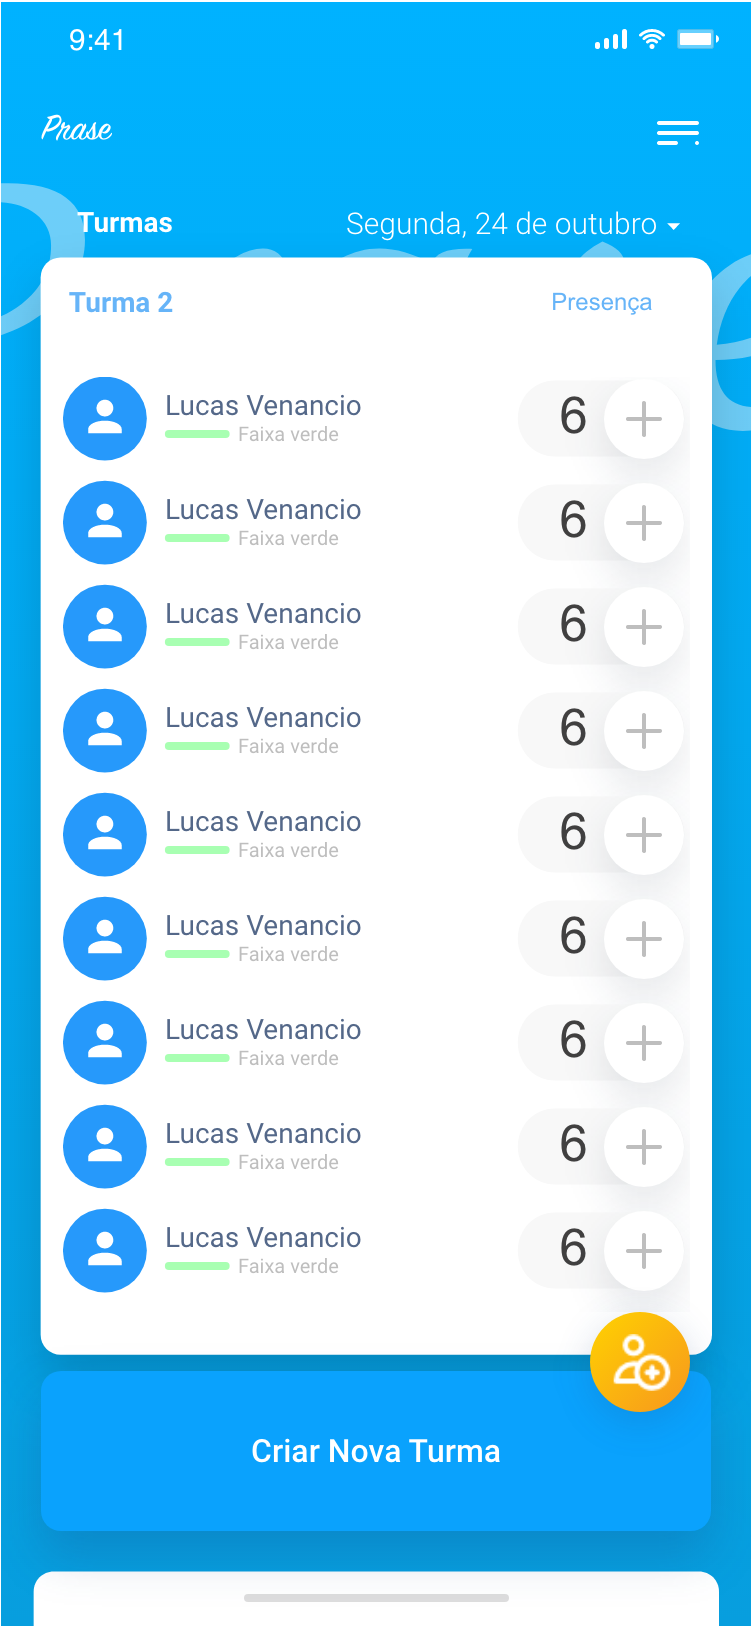 9:41
Prase
Turmas
Segunda, 24 de outubro
Turma 2
Presença
Lucas Venancio
Faixa verde
6
Lucas Venancio
Faixa verde
6
Lucas Venancio
Faixa verde
6
Lucas Venancio
Faixa verde
6
Lucas Venancio
Faixa verde
6
Lucas Venancio
Faixa verde
6
Lucas Venancio
Faixa verde
6
Lucas Venancio
Faixa verde
6
Lucas Venancio
Faixa verde
6
Criar Nova Turma